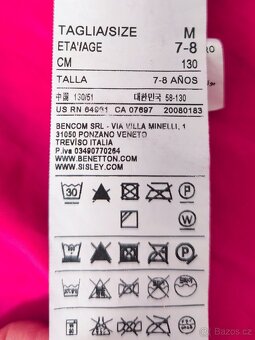 TAGLIA/SIZE M
ETA'/AGE 7-8
CM 130
TALLA 7-8 AÑOS
中国 130/51 대한민국 58-130
US RN 64991 CA 07697 20080183
BENCOM SRL - VIA VILLA MINELLI, 1
31050 PONZANO VENETO
TREVISO ITALIA
P.iva 03490770264
WWW.BENETTON.COM
WWW.SISLEY.COM
30 P
P
Bazoš.cz